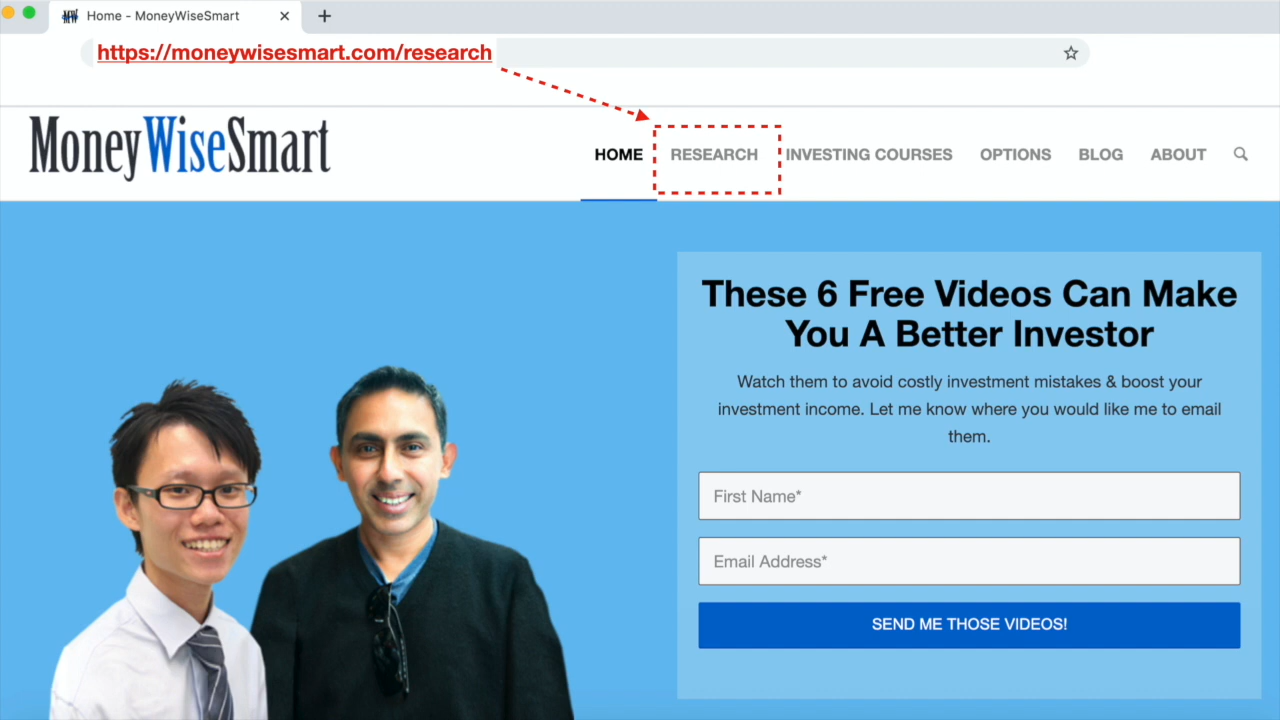 Home - MoneyWiseSmart
https://moneywisesmart.com/research
MoneyWiseSmart
HOME RESEARCH INVESTING COURSES OPTIONS BLOG ABOUT
These 6 Free Videos Can Make
You A Better Investor
Watch them to avoid costly investment mistakes & boost your
investment income. Let me know where you would like me to email
them.
First Name*
Email Address*
SEND ME THOSE VIDEOS!